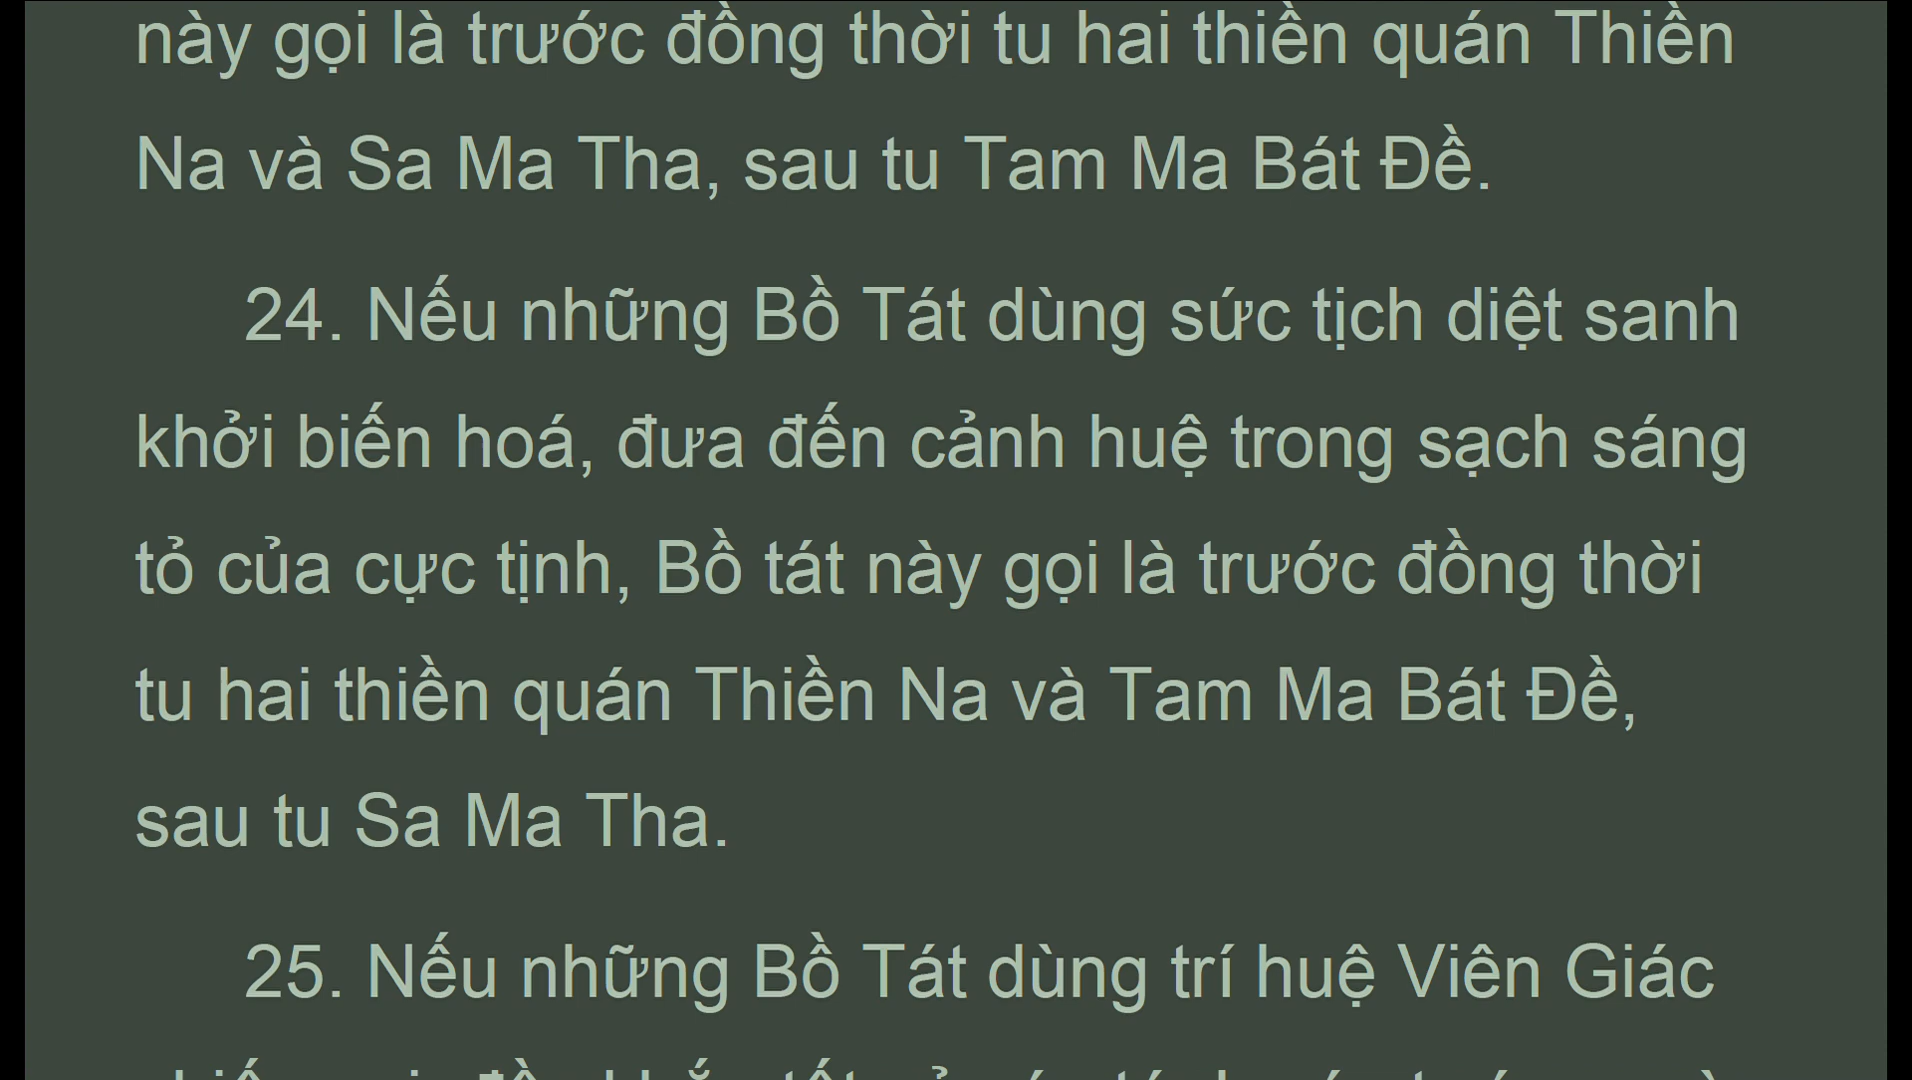 này gọi là trước đồng thời tu hai thiền quán Thiền
Na và Sa Ma Tha, sau tu Tam Ma Bát Đề.
24. Nếu những Bồ Tát dùng sức tịch diệt sanh
khởi biến hoá, đưa đến cảnh huệ trong sạch sáng
tỏ của cực tịnh, Bồ tát này gọi là trước đồng thời
tu hai thiền quán Thiền Na và Tam Ma Bát Đề,
sau tu Sa Ma Tha.
25. Nếu những Bồ Tát dùng trí huệ Viên Giác